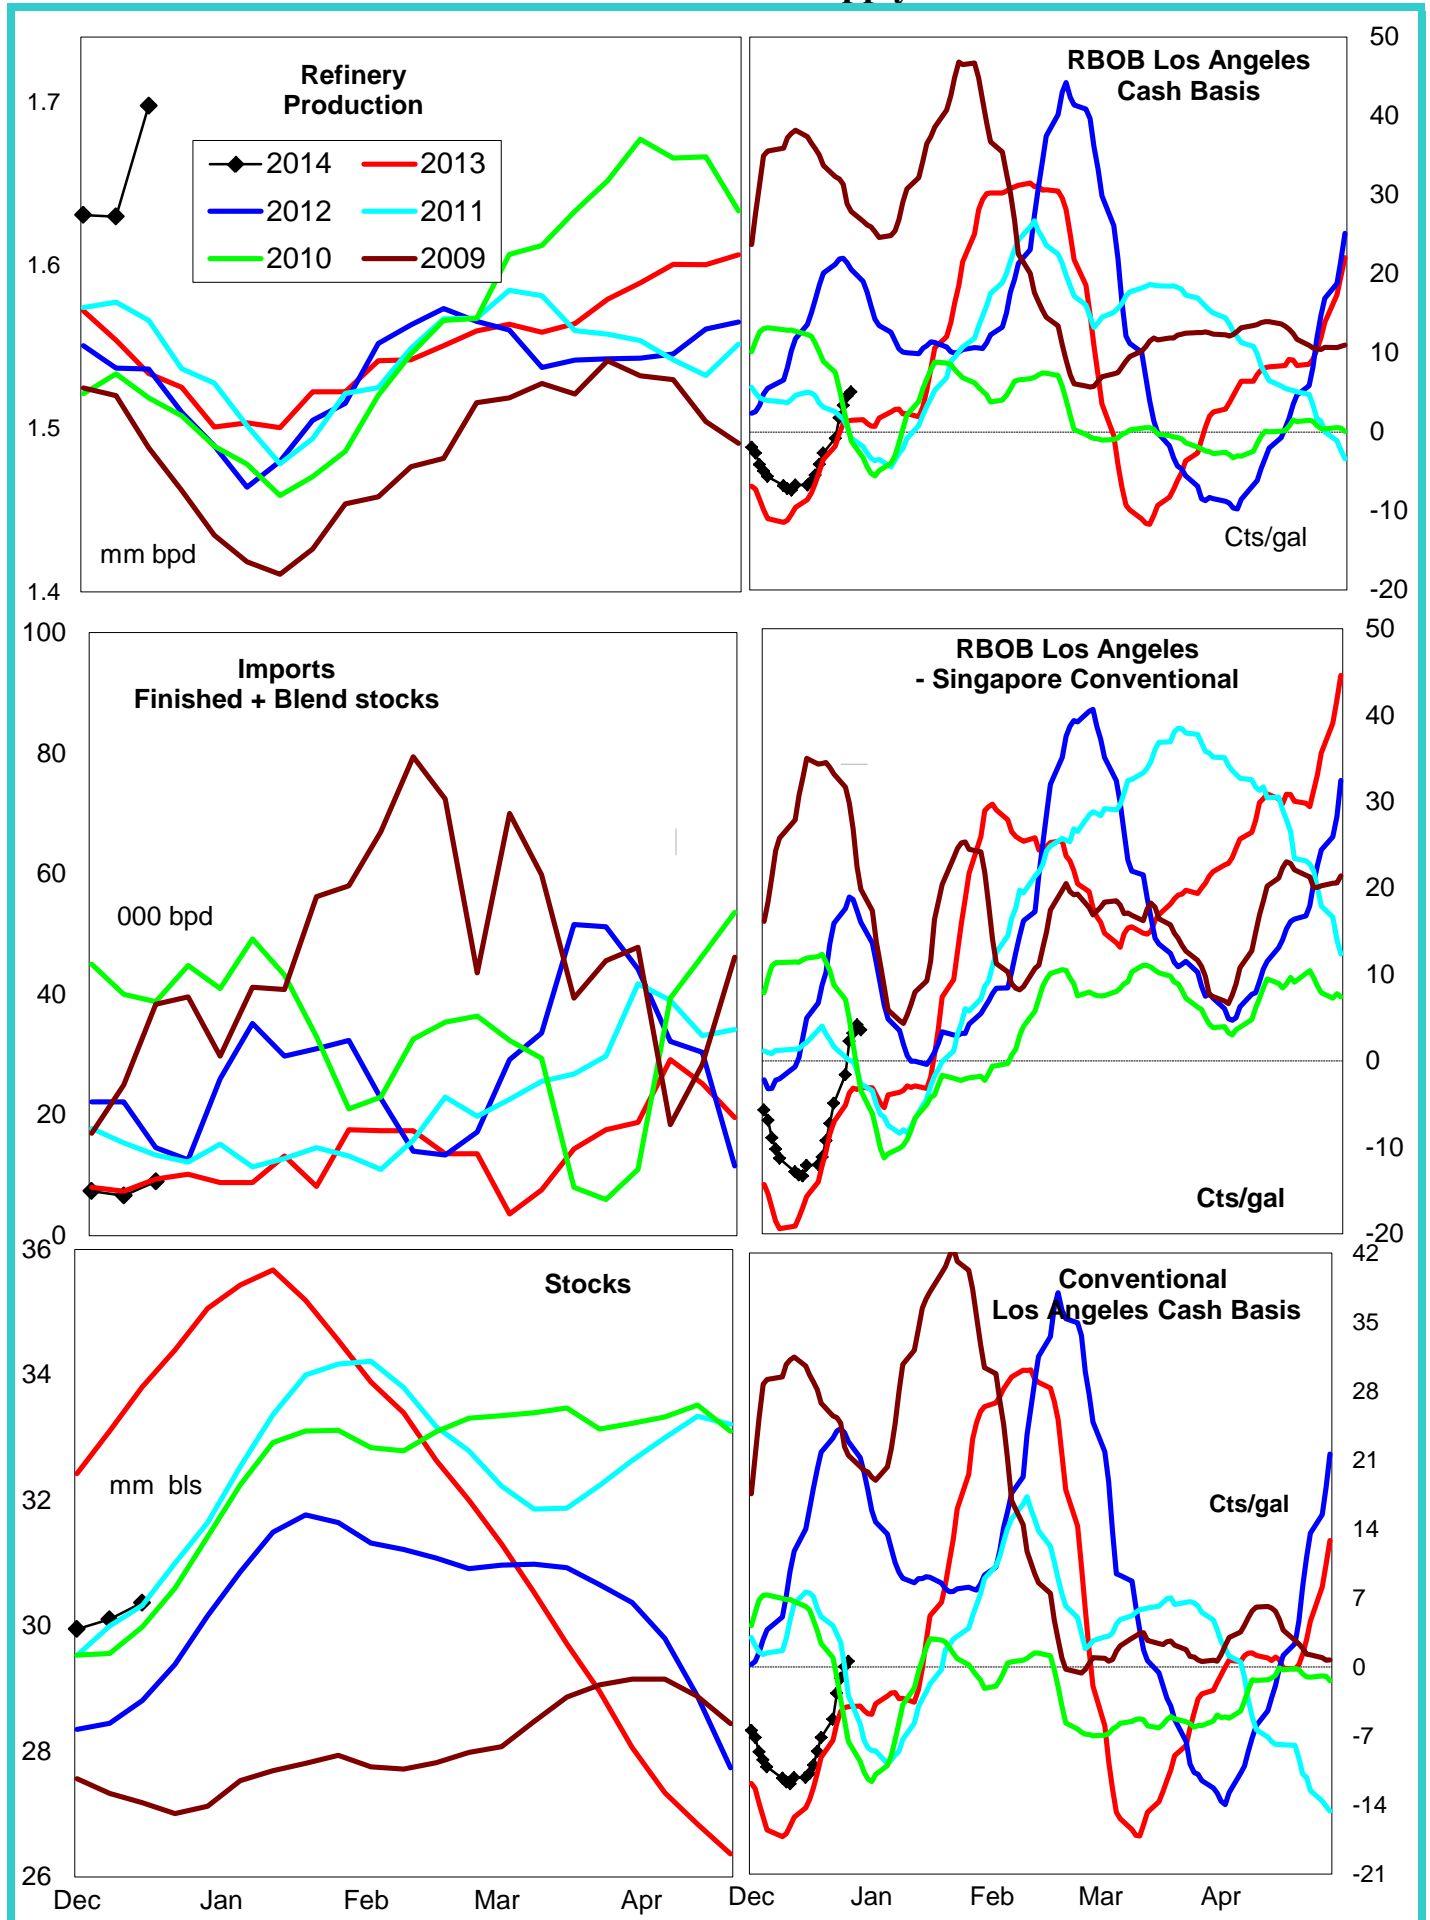 Refinery
Production
1.7
1.6
1.5
1.4
2014 2013
2012 2011
2010 2009
mm bpd
RBOB Los Angeles
Cash Basis
50
40
30
20
10
0
-10
-20
Cts/gal
Imports
Finished + Blend stocks
100
80
60
40
20
0
000 bpd
RBOB Los Angeles
- Singapore Conventional
50
40
30
20
10
0
-10
-20
Cts/gal
Stocks
36
34
32
30
28
26
mm bls
Dec Jan Feb Mar Apr
Conventional
Los Angeles Cash Basis
42
35
28
21
14
7
0
-7
-14
-21
Cts/gal
Dec Jan Feb Mar Apr